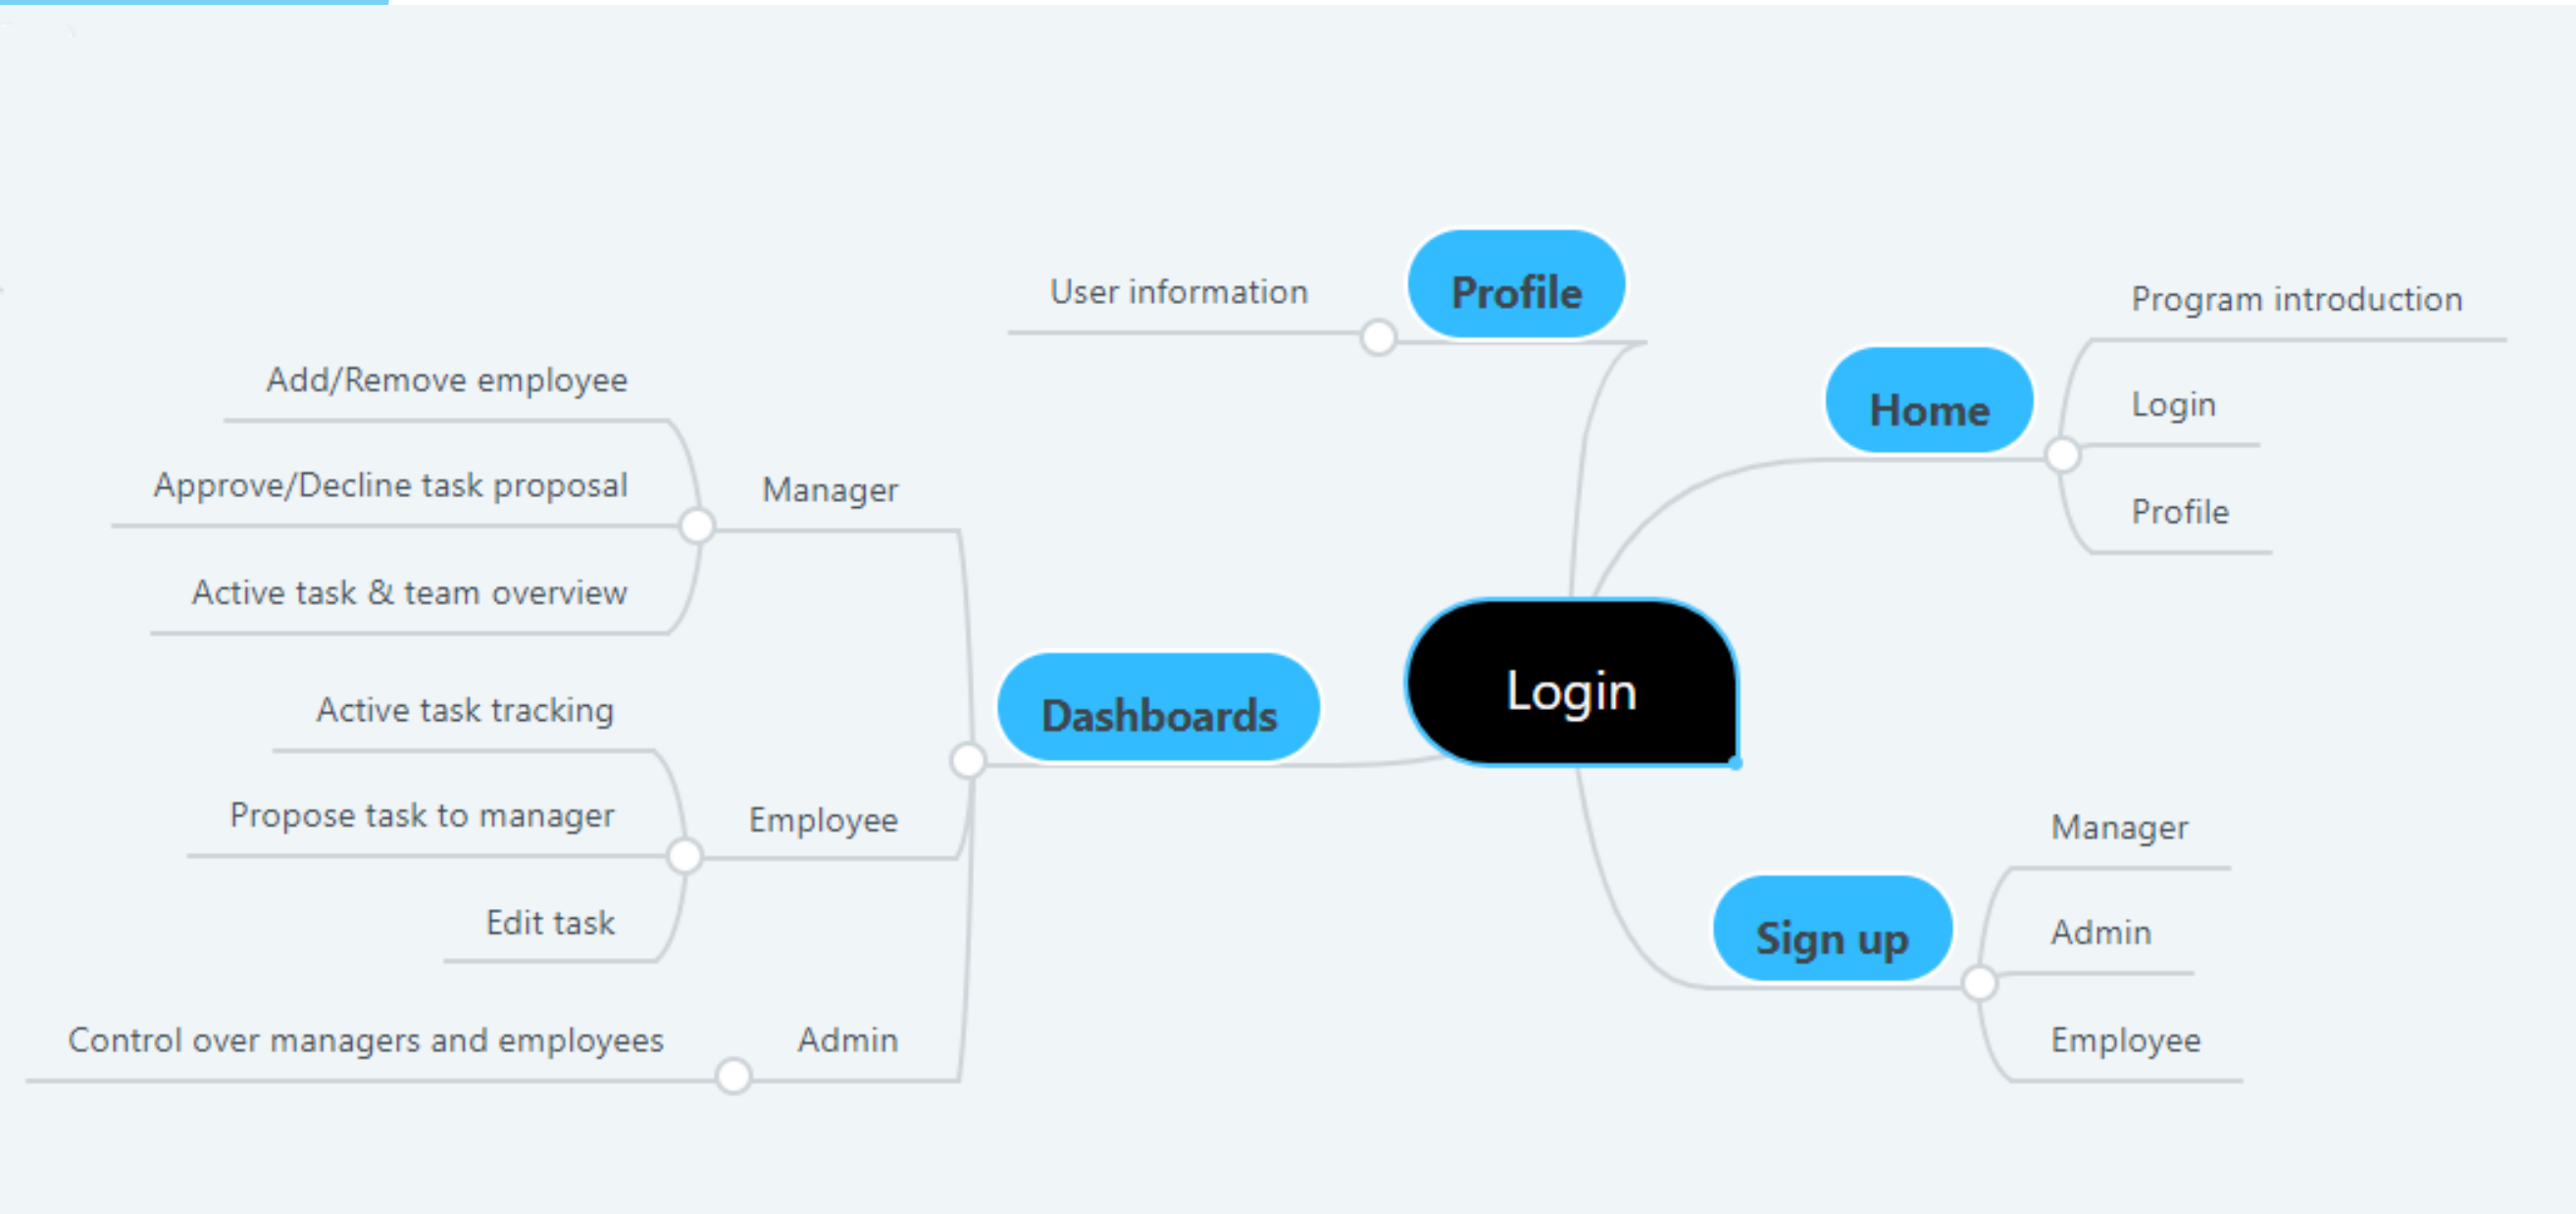 Profile
User information
Home
Program introduction
Login
Profile
Login
Dashboards
Manager
Add/Remove employee
Approve/Decline task proposal
Active task & team overview
Employee
Active task tracking
Propose task to manager
Edit task
Admin
Control over managers and employees
Sign up
Manager
Admin
Employee